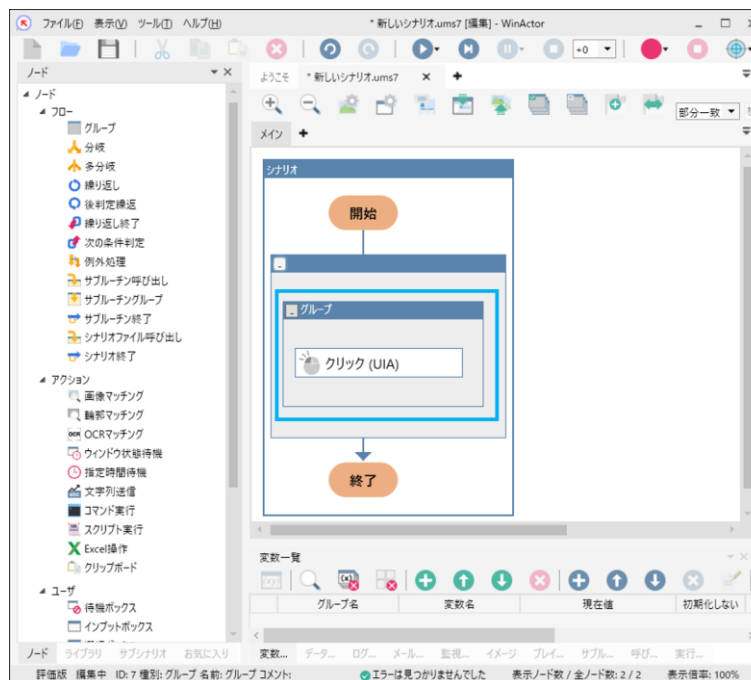 ファイル(F) 表示(V) ツール(T) ヘルプ(H) * 新しいシナリオ.ums7 [編集] - WinActor
+0
ノード
ようこそ * 新しいシナリオ.ums7
部分一致
メイン
ノード
フロー
グループ
分岐
多分岐
繰り返し
後判定繰返
繰り返し終了
次の条件判定
例外処理
サブルーチン呼び出し
サブルーチングループ
サブルーチン終了
シナリオファイル呼び出し
シナリオ終了
アクション
画像マッチング
輪郭マッチング
OCRマッチング
ウィンドウ状態待機
指定時間待機
文字列送信
コマンド実行
スクリプト実行
Excel操作
クリップボード
ユーザ
待機ボックス
インプットボックス
シナリオ
開始
グループ
クリック (UIA)
終了
変数一覧
グループ名 変数名 現在値 初期化しない
ノード ライブラリ サブシナリオ お気に入り
変数... データ... ログ... メール... 監視... イメージ ブレイ... サブル... 呼び... 実行...
評価版 編集中 ID: 7 種別: グループ 名前: グループ コメント: エラーは見つかりませんでした 表示ノード数 / 全ノード数: 2 / 2 表示倍率: 100%